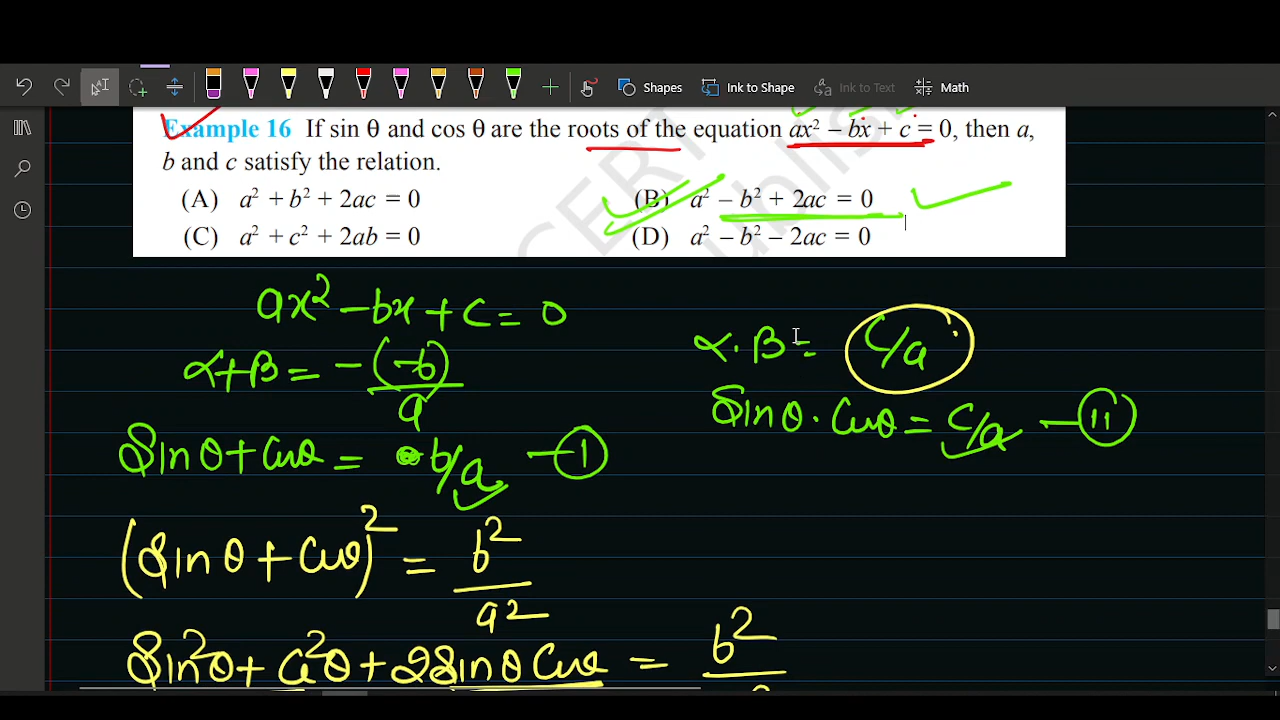 Shapes Ink to Shape Ink to Text Math
Example 16 If sin θ and cos θ are the roots of the equation ax² – bx + c = 0, then a,
b and c satisfy the relation.
(A) a² + b² + 2ac = 0 (B) a² – b² + 2ac = 0
(C) a² + c² + 2ab = 0 (D) a² – b² – 2ac = 0
ax² - bx + c = 0
α+β = -(-b)/a
α.β = c/a
Sinθ + Cosθ = b/a — (1)
Sinθ . Cosθ = c/a — (11)
(Sinθ + Cosθ)² = b²/a²
Sin²θ + Cos²θ + 2Sinθ Cosθ = b²